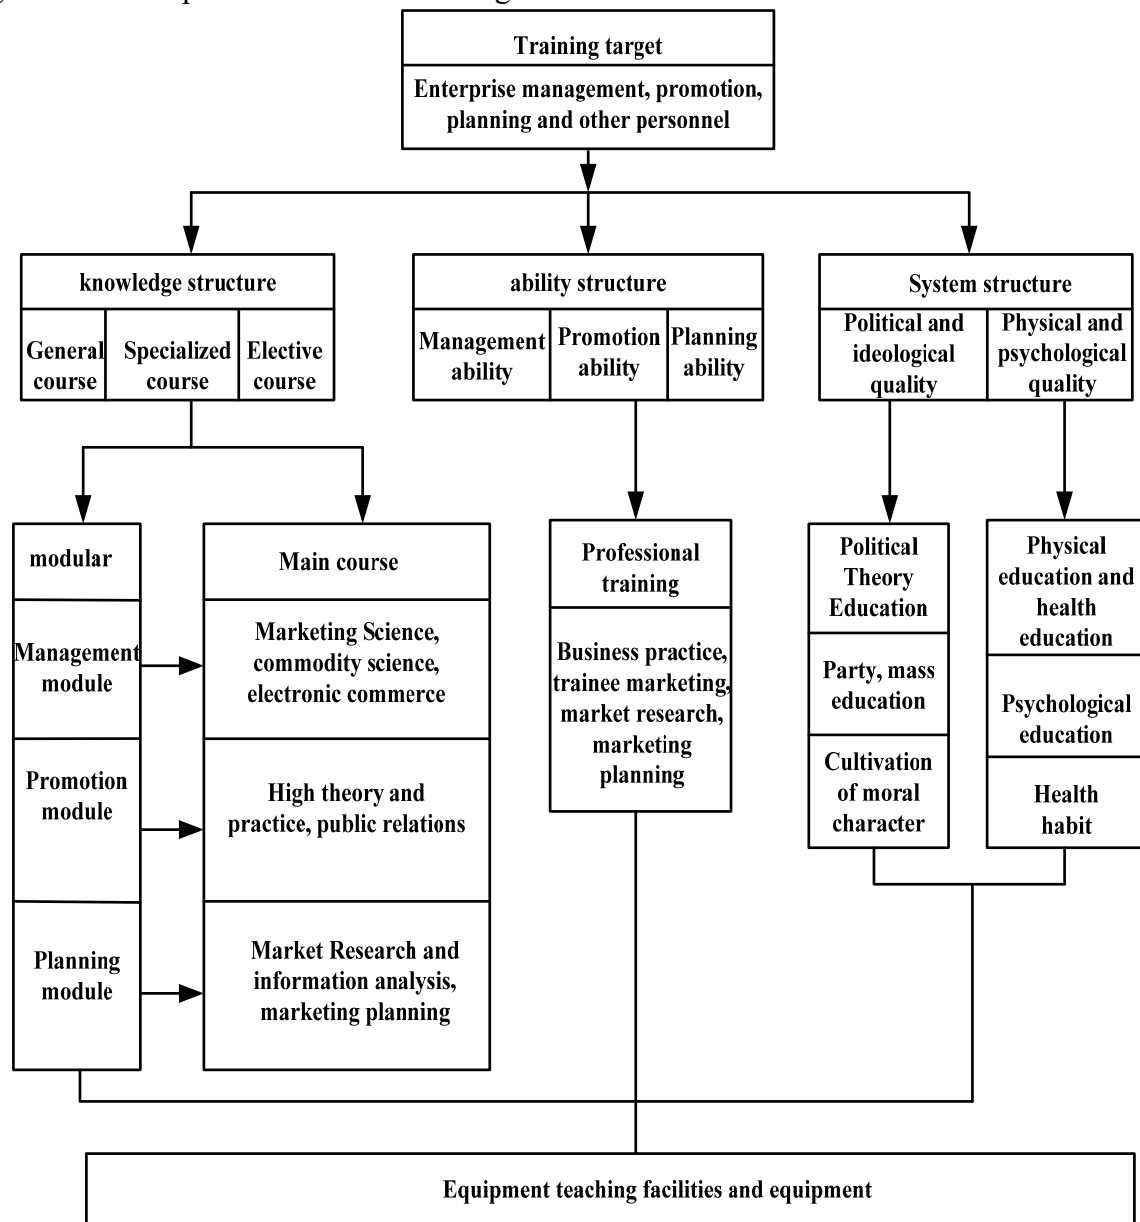 Training target
Enterprise management, promotion,
planning and other personnel
knowledge structure
General
course
Specialized
course
Elective
course
ability structure
Management
ability
Promotion
ability
Planning
ability
System structure
Political and
ideological
quality
Physical and
psychological
quality
modular
Management
module
Promotion
module
Planning
module
Main course
Marketing Science,
commodity science,
electronic commerce
High theory and
practice, public relations
Market Research and
information analysis,
marketing planning
Professional
training
Business practice,
trainee marketing,
market research,
marketing
planning
Political
Theory
Education
Party, mass
education
Cultivation
of moral
character
Physical
education and
health
education
Psychological
education
Health
habit
Equipment teaching facilities and equipment